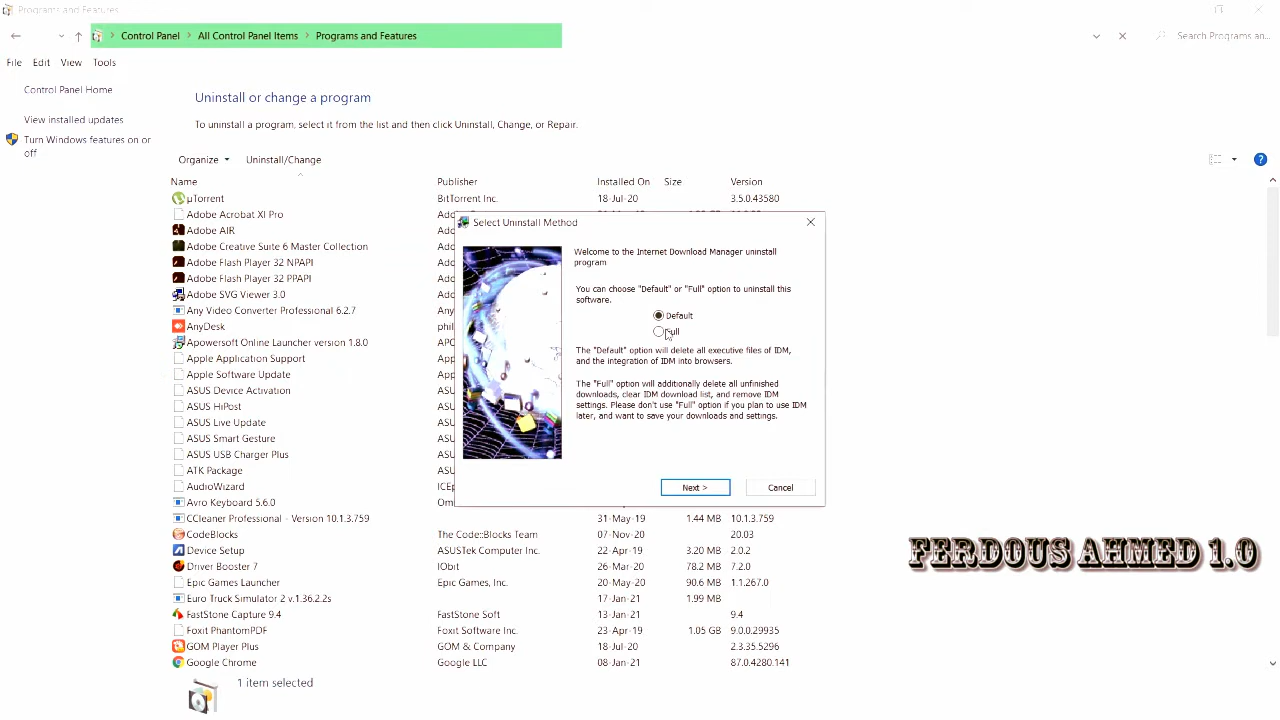 Programs and Features
Control Panel > All Control Panel Items > Programs and Features
Search Programs an...
File Edit View Tools
Control Panel Home
View installed updates
Turn Windows features on or
off
Uninstall or change a program
To uninstall a program, select it from the list and then click Uninstall, Change, or Repair.
Organize Uninstall/Change
Name Publisher Installed On Size Version
µTorrent BitTorrent Inc. 18-Jul-20 3.5.0.43580
Adobe Acrobat XI Pro
Adobe AIR
Adobe Creative Suite 6 Master Collection
Adobe Flash Player 32 NPAPI
Adobe Flash Player 32 PPAPI
Adobe SVG Viewer 3.0
Any Video Converter Professional 6.2.7
AnyDesk
Apowersoft Online Launcher version 1.8.0
Apple Application Support
Apple Software Update
ASUS Device Activation
ASUS HiPost
ASUS Live Update
ASUS Smart Gesture
ASUS USB Charger Plus
ATK Package
AudioWizard
Avro Keyboard 5.6.0
CCleaner Professional - Version 10.1.3.759 31-May-19 1.44 MB 10.1.3.759
CodeBlocks The Code::Blocks Team 07-Nov-20 20.03
Device Setup ASUSTek Computer Inc. 22-Apr-19 3.20 MB 2.0.2
Driver Booster 7 IObit 26-Mar-20 78.2 MB 7.2.0
Epic Games Launcher Epic Games, Inc. 20-May-20 90.6 MB 1.1.267.0
Euro Truck Simulator 2 v.1.36.2.2s 17-Jan-21 1.99 MB
FastStone Capture 9.4 FastStone Soft 13-Jan-21 9.4
Foxit PhantomPDF Foxit Software Inc. 23-Apr-19 1.05 GB 9.0.0.29935
GOM Player Plus GOM & Company 18-Jul-20 2.3.35.5296
Google Chrome Google LLC 08-Jan-21 87.0.4280.141
1 item selected
Select Uninstall Method
Welcome to the Internet Download Manager uninstall
program
You can choose "Default" or "Full" option to uninstall this
software.
Default
Full
The "Default" option will delete all executive files of IDM,
and the integration of IDM into browsers.
The "Full" option will additionally delete all unfinished
downloads, clear IDM download list, and remove IDM
settings. Please don't use "Full" option if you plan to use IDM
later, and want to save your downloads and settings.
Next > Cancel
FERDOUS AHMED 1.0